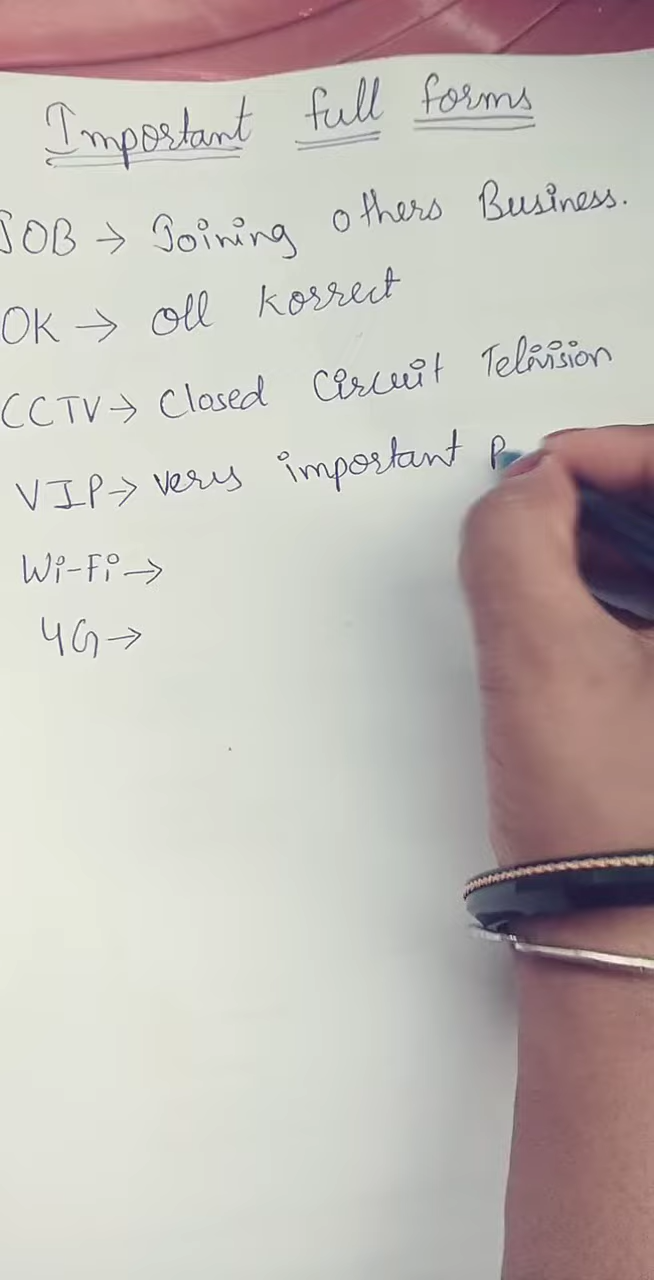 Important full forms
JOB → Joining others Business.
OK → Oll Korrect
CCTV → Closed Circuit Telivision
VIP → very important P
Wi-Fi →
4G →